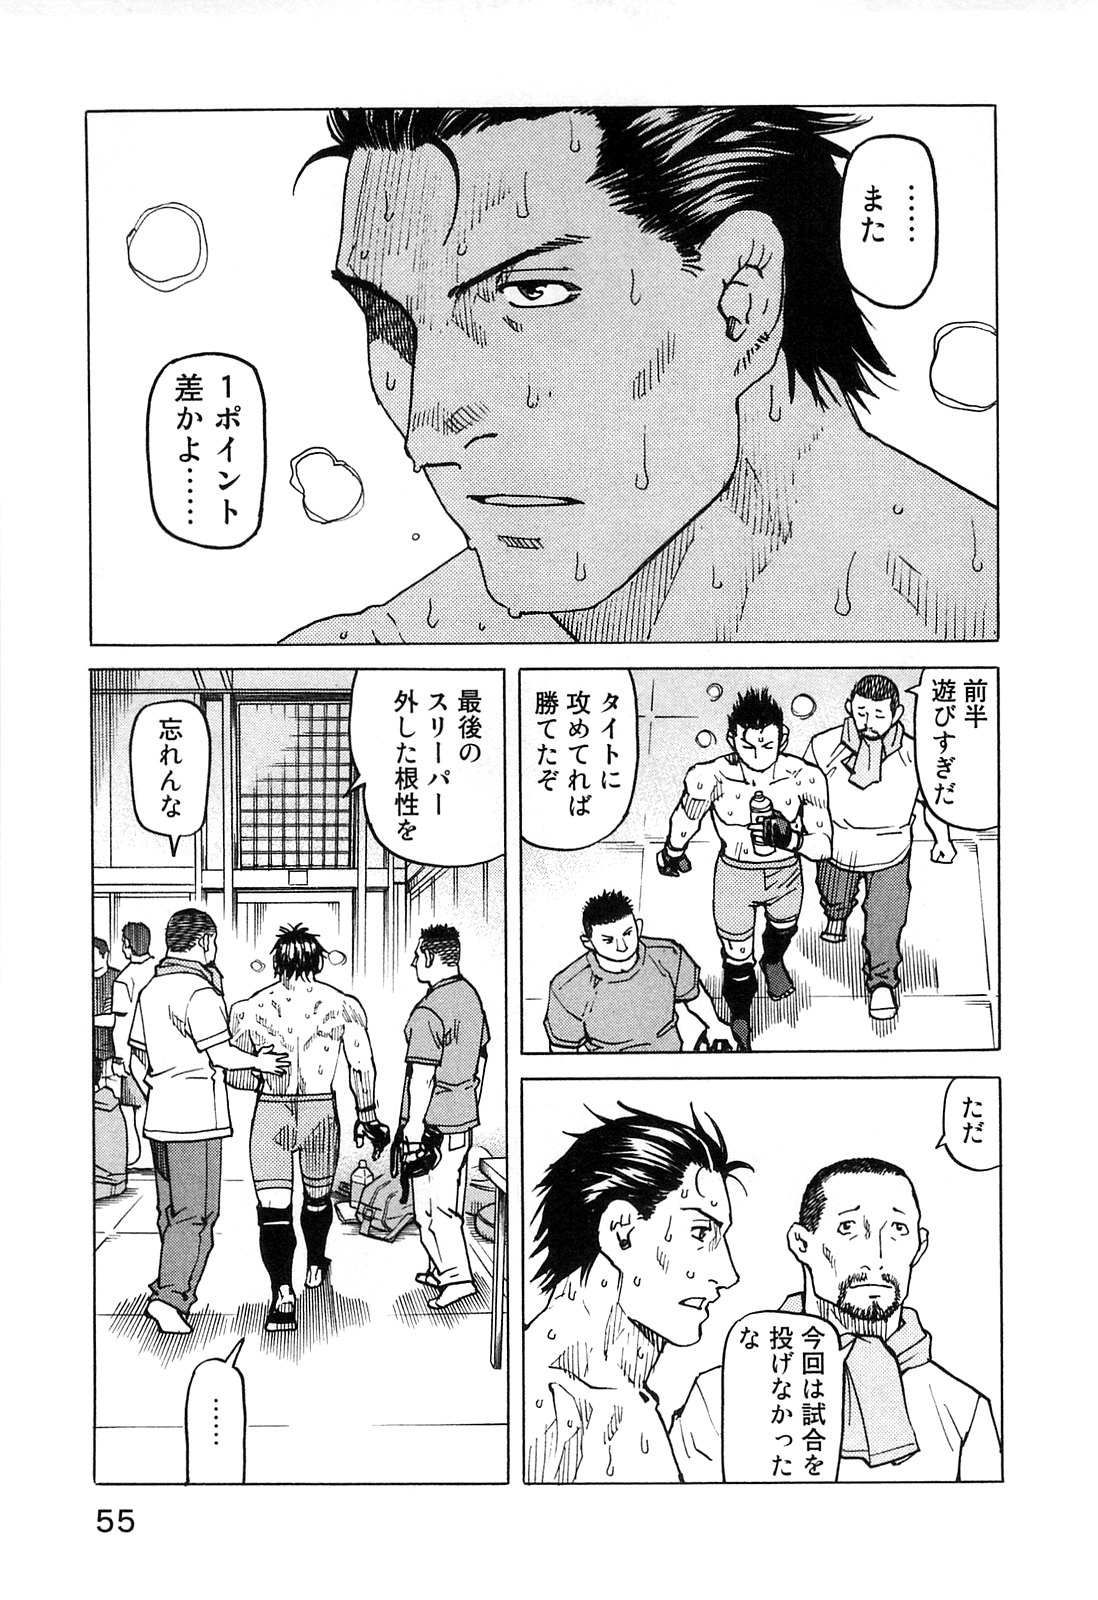 ……
また
1ポイント
差かよ……
前半
遊びすぎだ
タイトに
攻めてれば
勝てたぞ
ただ
今回は試合を
投げなかった
な
最後の
スリーパー
外した根性を
忘れんな
……
55